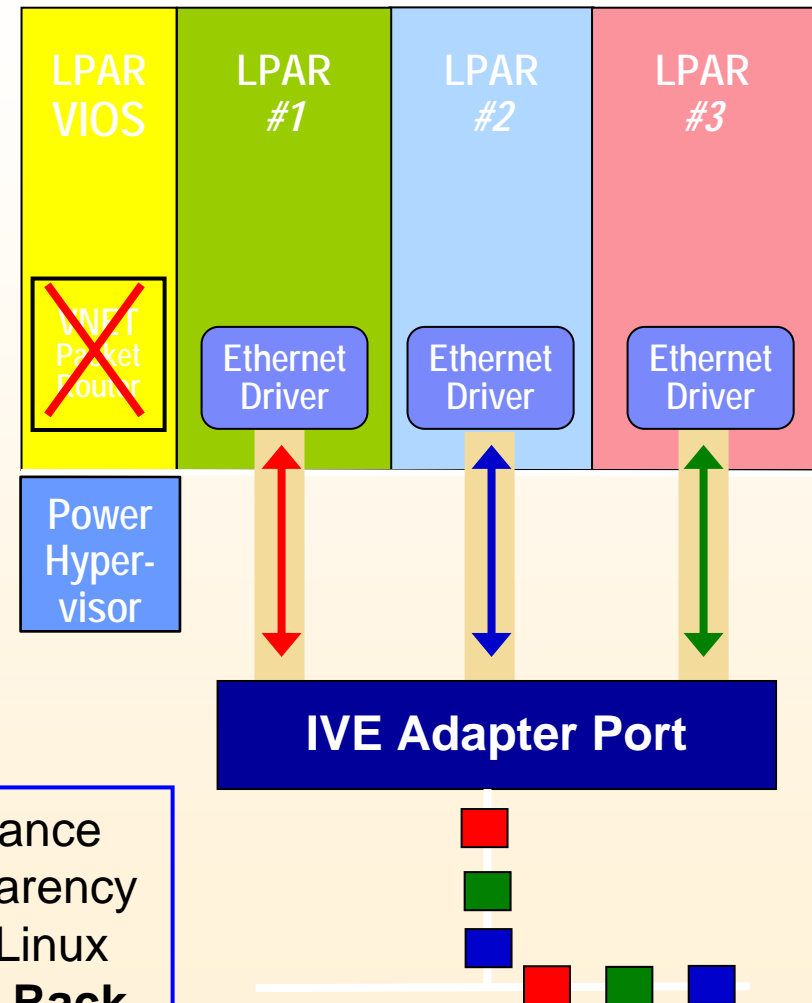 LPAR
VIOS
LPAR
#1
LPAR
#2
LPAR
#3
VNET
Packet
Router
Ethernet
Driver
Ethernet
Driver
Ethernet
Driver
Power
Hyper-
visor
IVE Adapter Port
ance
arency
Linux
Back